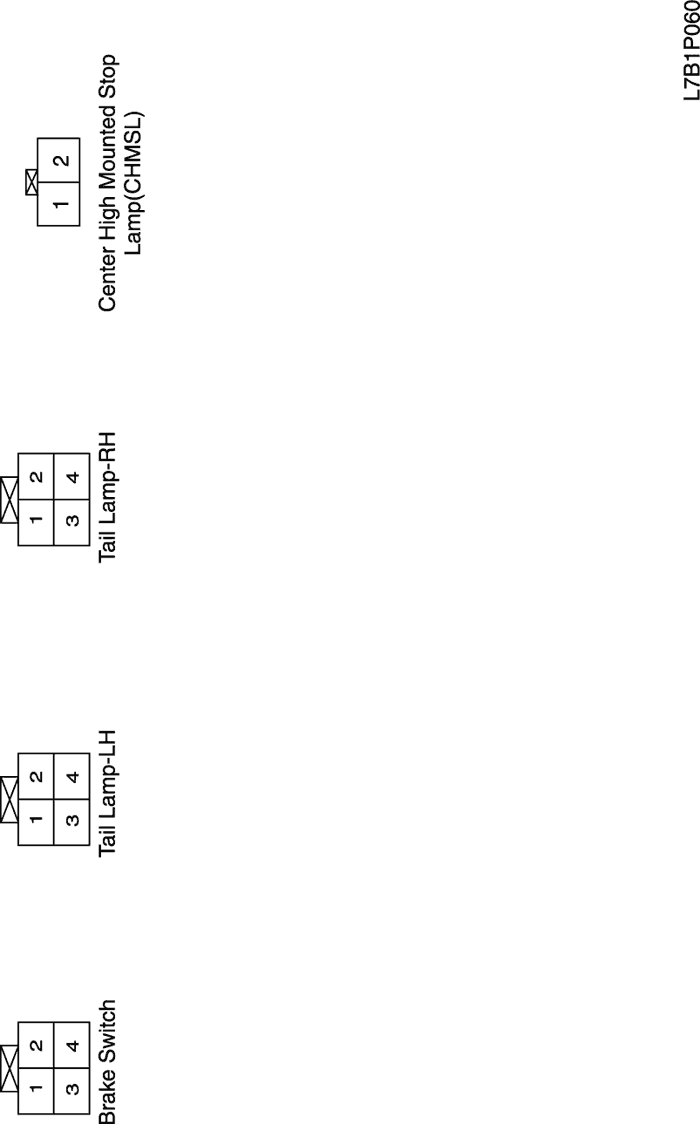 1 2
3 4
Brake Switch
1 2
3 4
Tail Lamp-LH
1 2
3 4
Tail Lamp-RH
1 2
Center High Mounted Stop
Lamp(CHMSL)
L7B1P060